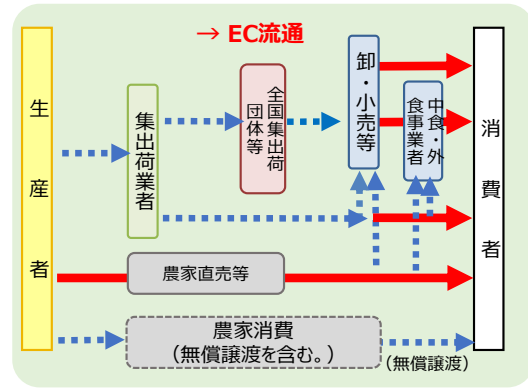 → EC流通
生産者
集出荷業者
全国集出荷
団体等
卸・小売等
中食・外
食事業者
消費者
農家直売等
農家消費
（無償譲渡を含む。）
（無償譲渡）